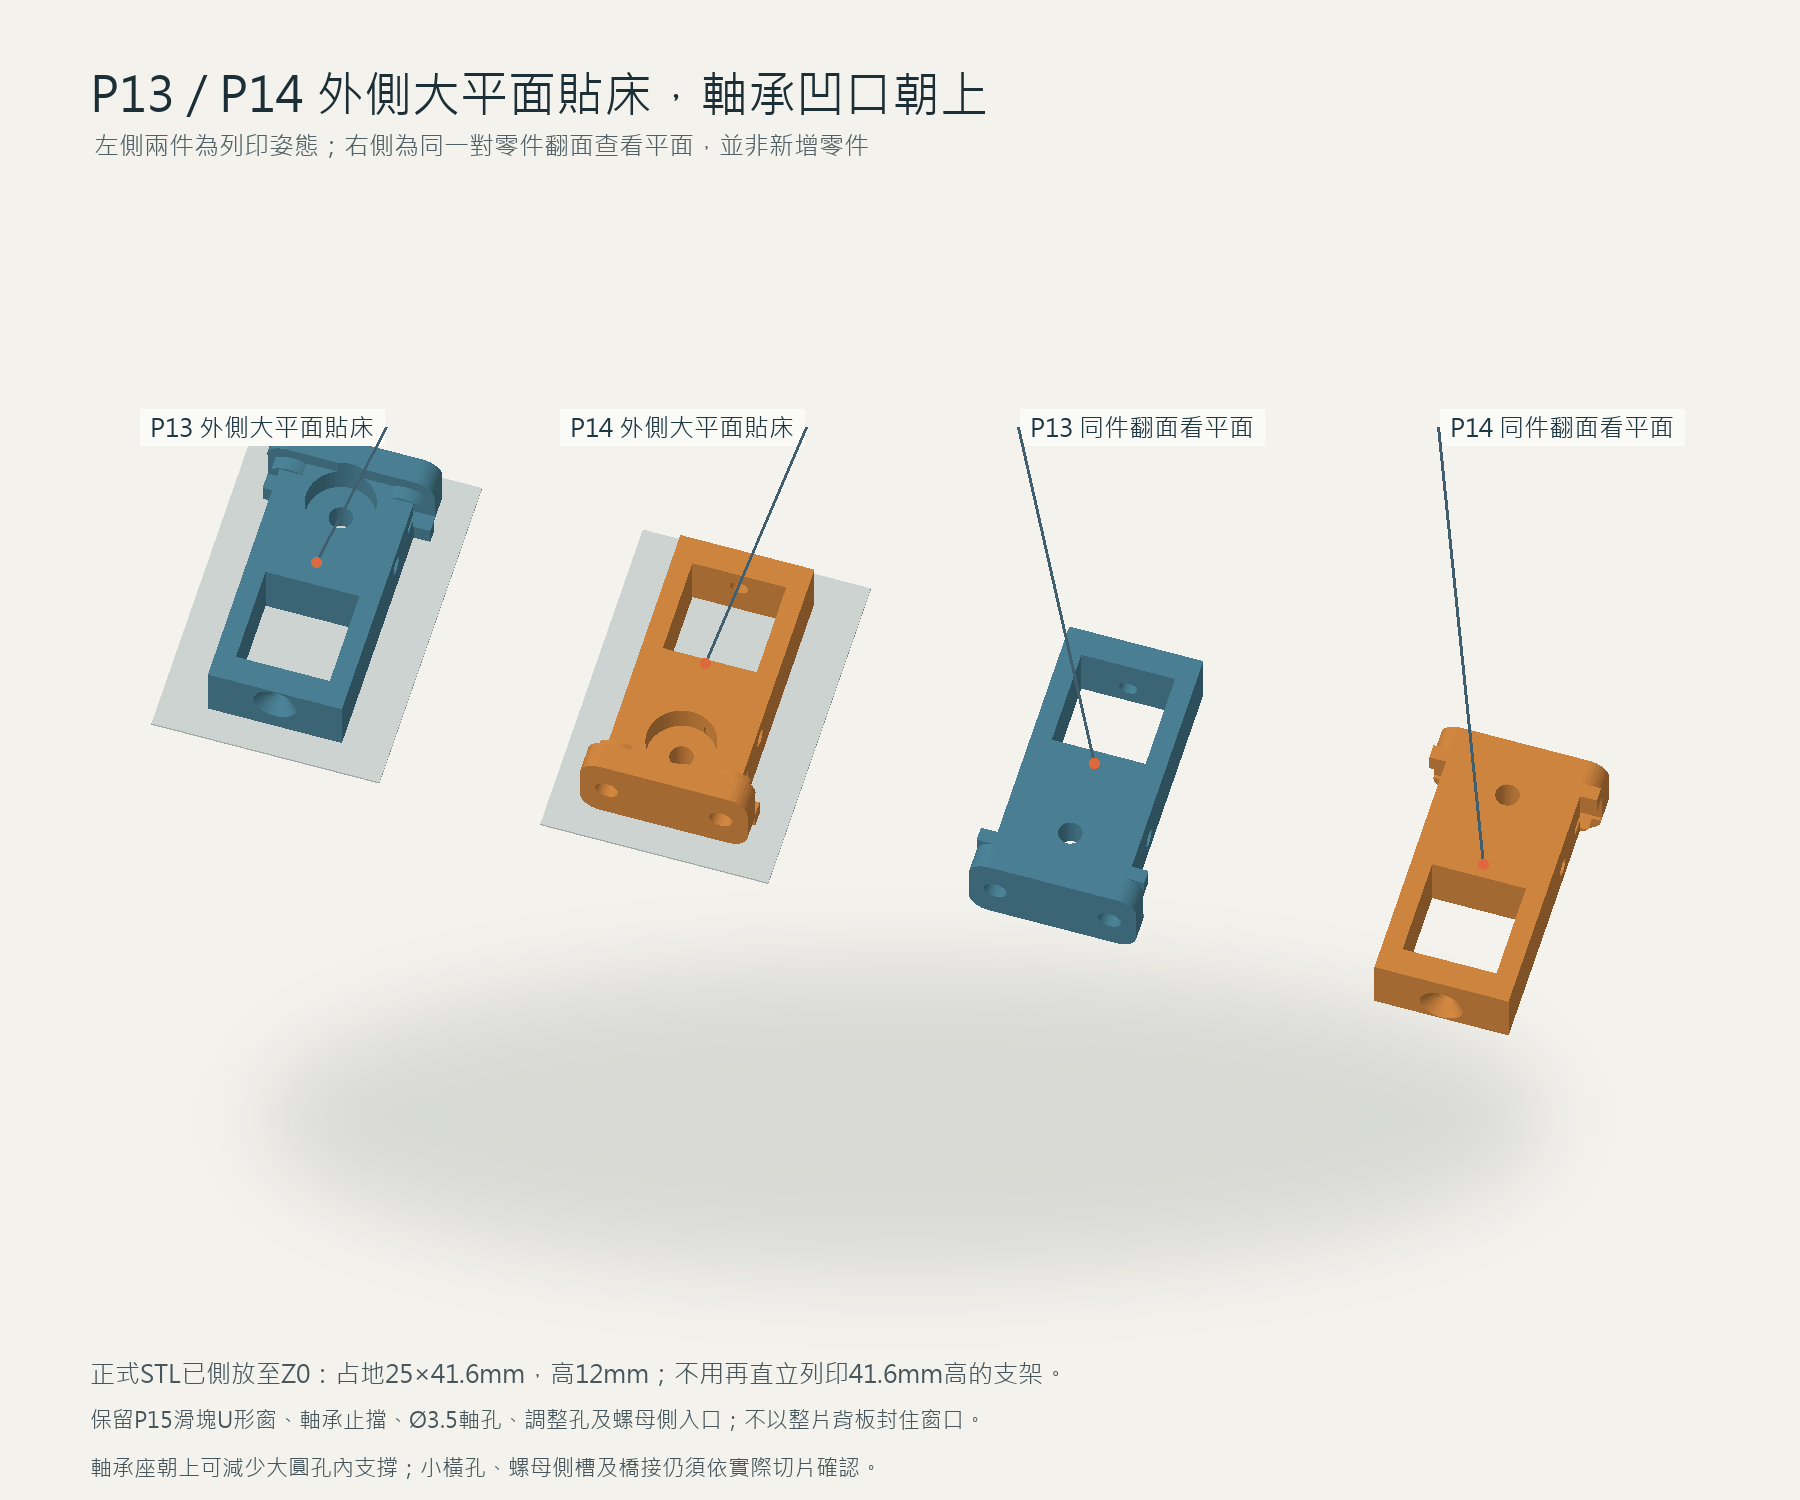 P13 / P14 外側大平面貼床，軸承凹口朝上
左側兩件為列印姿態；右側為同一對零件翻面查看平面，並非新增零件
P13 外側大平面貼床
P14 外側大平面貼床
P13 同件翻面看平面
P14 同件翻面看平面
正式STL已側放至Z0：占地25×41.6mm，高12mm；不用再直立列印41.6mm高的支架。
保留P15滑塊U形窗、軸承止擋、Ø3.5軸孔、調整孔及螺母側入口；不以整片背板封住窗口。
軸承座朝上可減少大圓孔內支撐；小橫孔、螺母側槽及橋接仍須依實際切片確認。